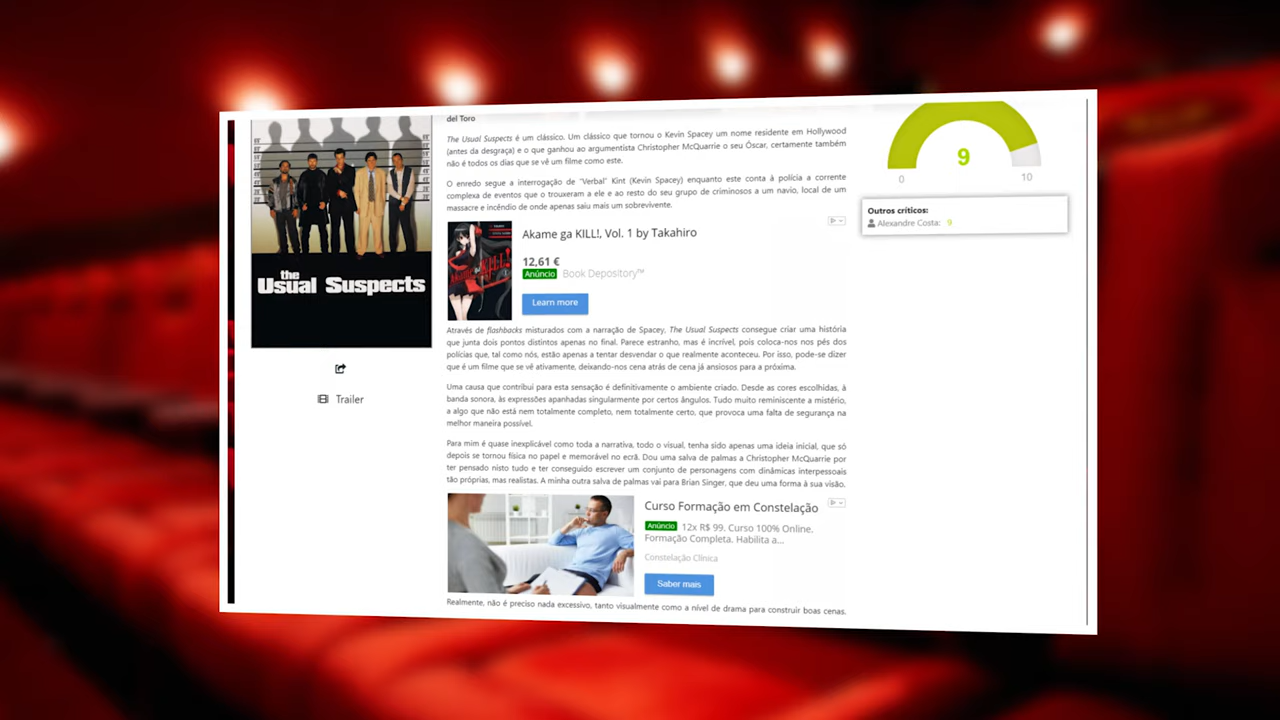 del Toro
The Usual Suspects é um clássico. Um clássico que tornou o Kevin Spacey um nome residente em Hollywood
(antes da desgraça) e o que ganhou ao argumentista Christopher McQuarrie o seu Óscar, certamente também
não é todos os dias que se vê um filme como este.
O enredo segue a interrogação de "Verbal" Kint (Kevin Spacey) enquanto este conta à polícia a corrente
complexa de eventos que o trouxeram a ele e ao resto do seu grupo de criminosos a um navio, local de um
massacre e incêndio de onde apenas saiu mais um sobrevivente.
the
Usual Suspects
Trailer
Akame ga KILL!, Vol. 1 by Takahiro
12,61 €
Anúncio Book Depository™
Learn more
Através de flashbacks misturados com a narração de Spacey, The Usual Suspects consegue criar uma história
que junta dois pontos distintos apenas no final. Parece estranho, mas é incrível, pois coloca-nos nos pés dos
polícias que, tal como nós, estão apenas a tentar desvendar o que realmente aconteceu. Por isso, pode-se dizer
que é um filme que se vê ativamente, deixando-nos cena atrás de cena já ansiosos para a próxima.
Uma causa que contribui para esta sensação é definitivamente o ambiente criado. Desde as cores escolhidas, à
banda sonora, às expressões apanhadas singularmente por certos ângulos. Tudo muito reminiscente a mistério,
a algo que não está nem totalmente completo, nem totalmente certo, que provoca uma falta de segurança na
melhor maneira possível.
Para mim é quase inexplicável como toda a narrativa, todo o visual, tenha sido apenas uma ideia inicial, que só
depois se tornou física no papel e memorável no ecrã. Dou uma salva de palmas a Christopher McQuarrie por
ter pensado nisto tudo e ter conseguido escrever um conjunto de personagens com dinâmicas interpessoais
tão próprias, mas realistas. A minha outra salva de palmas vai para Brian Singer, que deu uma forma à sua visão.
Curso Formação em Constelação
Anúncio 12x R$ 99. Curso 100% Online.
Formação Completa. Habilita a...
Constelação Clínica
Saber mais
Realmente, não é preciso nada excessivo, tanto visualmente como a nível de drama para construir boas cenas.
9
0 10
Outros críticos:
Alexandre Costa: 9